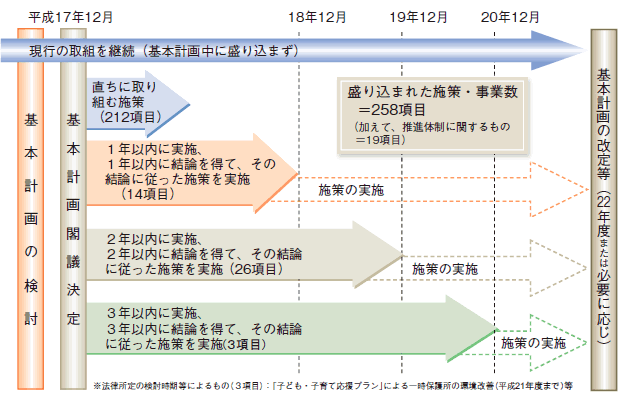 平成17年12月
18年12月
19年12月
20年12月
現行の取組を継続（基本計画中に盛り込まず）
基本計画の検討
基本計画閣議決定
直ちに取り
組む施策
（212項目）
盛り込まれた施策・事業数
＝258項目
（加えて、推進体制に関するもの
＝19項目）
１年以内に実施、
１年以内に結論を得て、その
結論に従った施策を実施
（14項目）
施策の実施
２年以内に実施、
２年以内に結論を得て、その結論
に従った施策を実施（26項目）
施策の実施
３年以内に実施、
３年以内に結論を得て、その結論
に従った施策を実施（３項目）
施策の実施
基本計画の改定等（22年度または必要に応じ）
※法律所定の検討時期等によるもの（３項目）：「子ども・子育て応援プラン」による一時保護所の環境改善（平成21年度まで）等